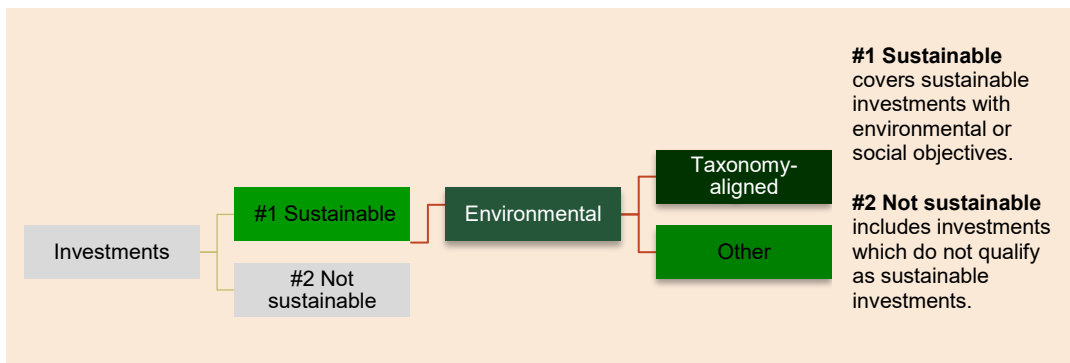 Investments
#1 Sustainable
#2 Not
sustainable
Environmental
Taxonomy-
aligned
Other
#1 Sustainable
covers sustainable
investments with
environmental or
social objectives.
#2 Not sustainable
includes investments
which do not qualify
as sustainable
investments.